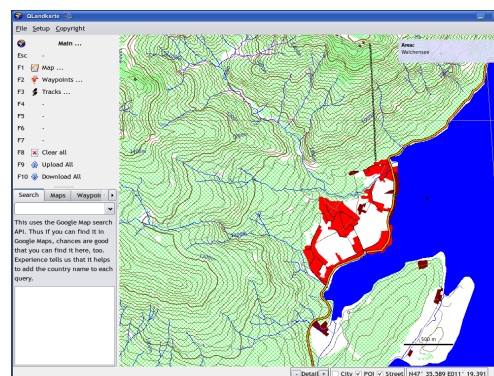 QLandkarte
File Setup Copyright
Main ...
Esc -
F1 Map ...
F2 Waypoints ...
F3 Tracks ...
F4 -
F5 -
F6 -
F7 -
F8 Clear all
F9 Upload All
F10 Download All
Search Maps Waypoi
This uses the Google Map search
API. Thus if you can find it in
Google Maps, chances are good
that you can find it here, too.
Experience tells us that it helps
to add the country name to each
query.
Area:
Walchensee
500 m
- Detail + City POI Street N47° 35.589 E011° 19.391